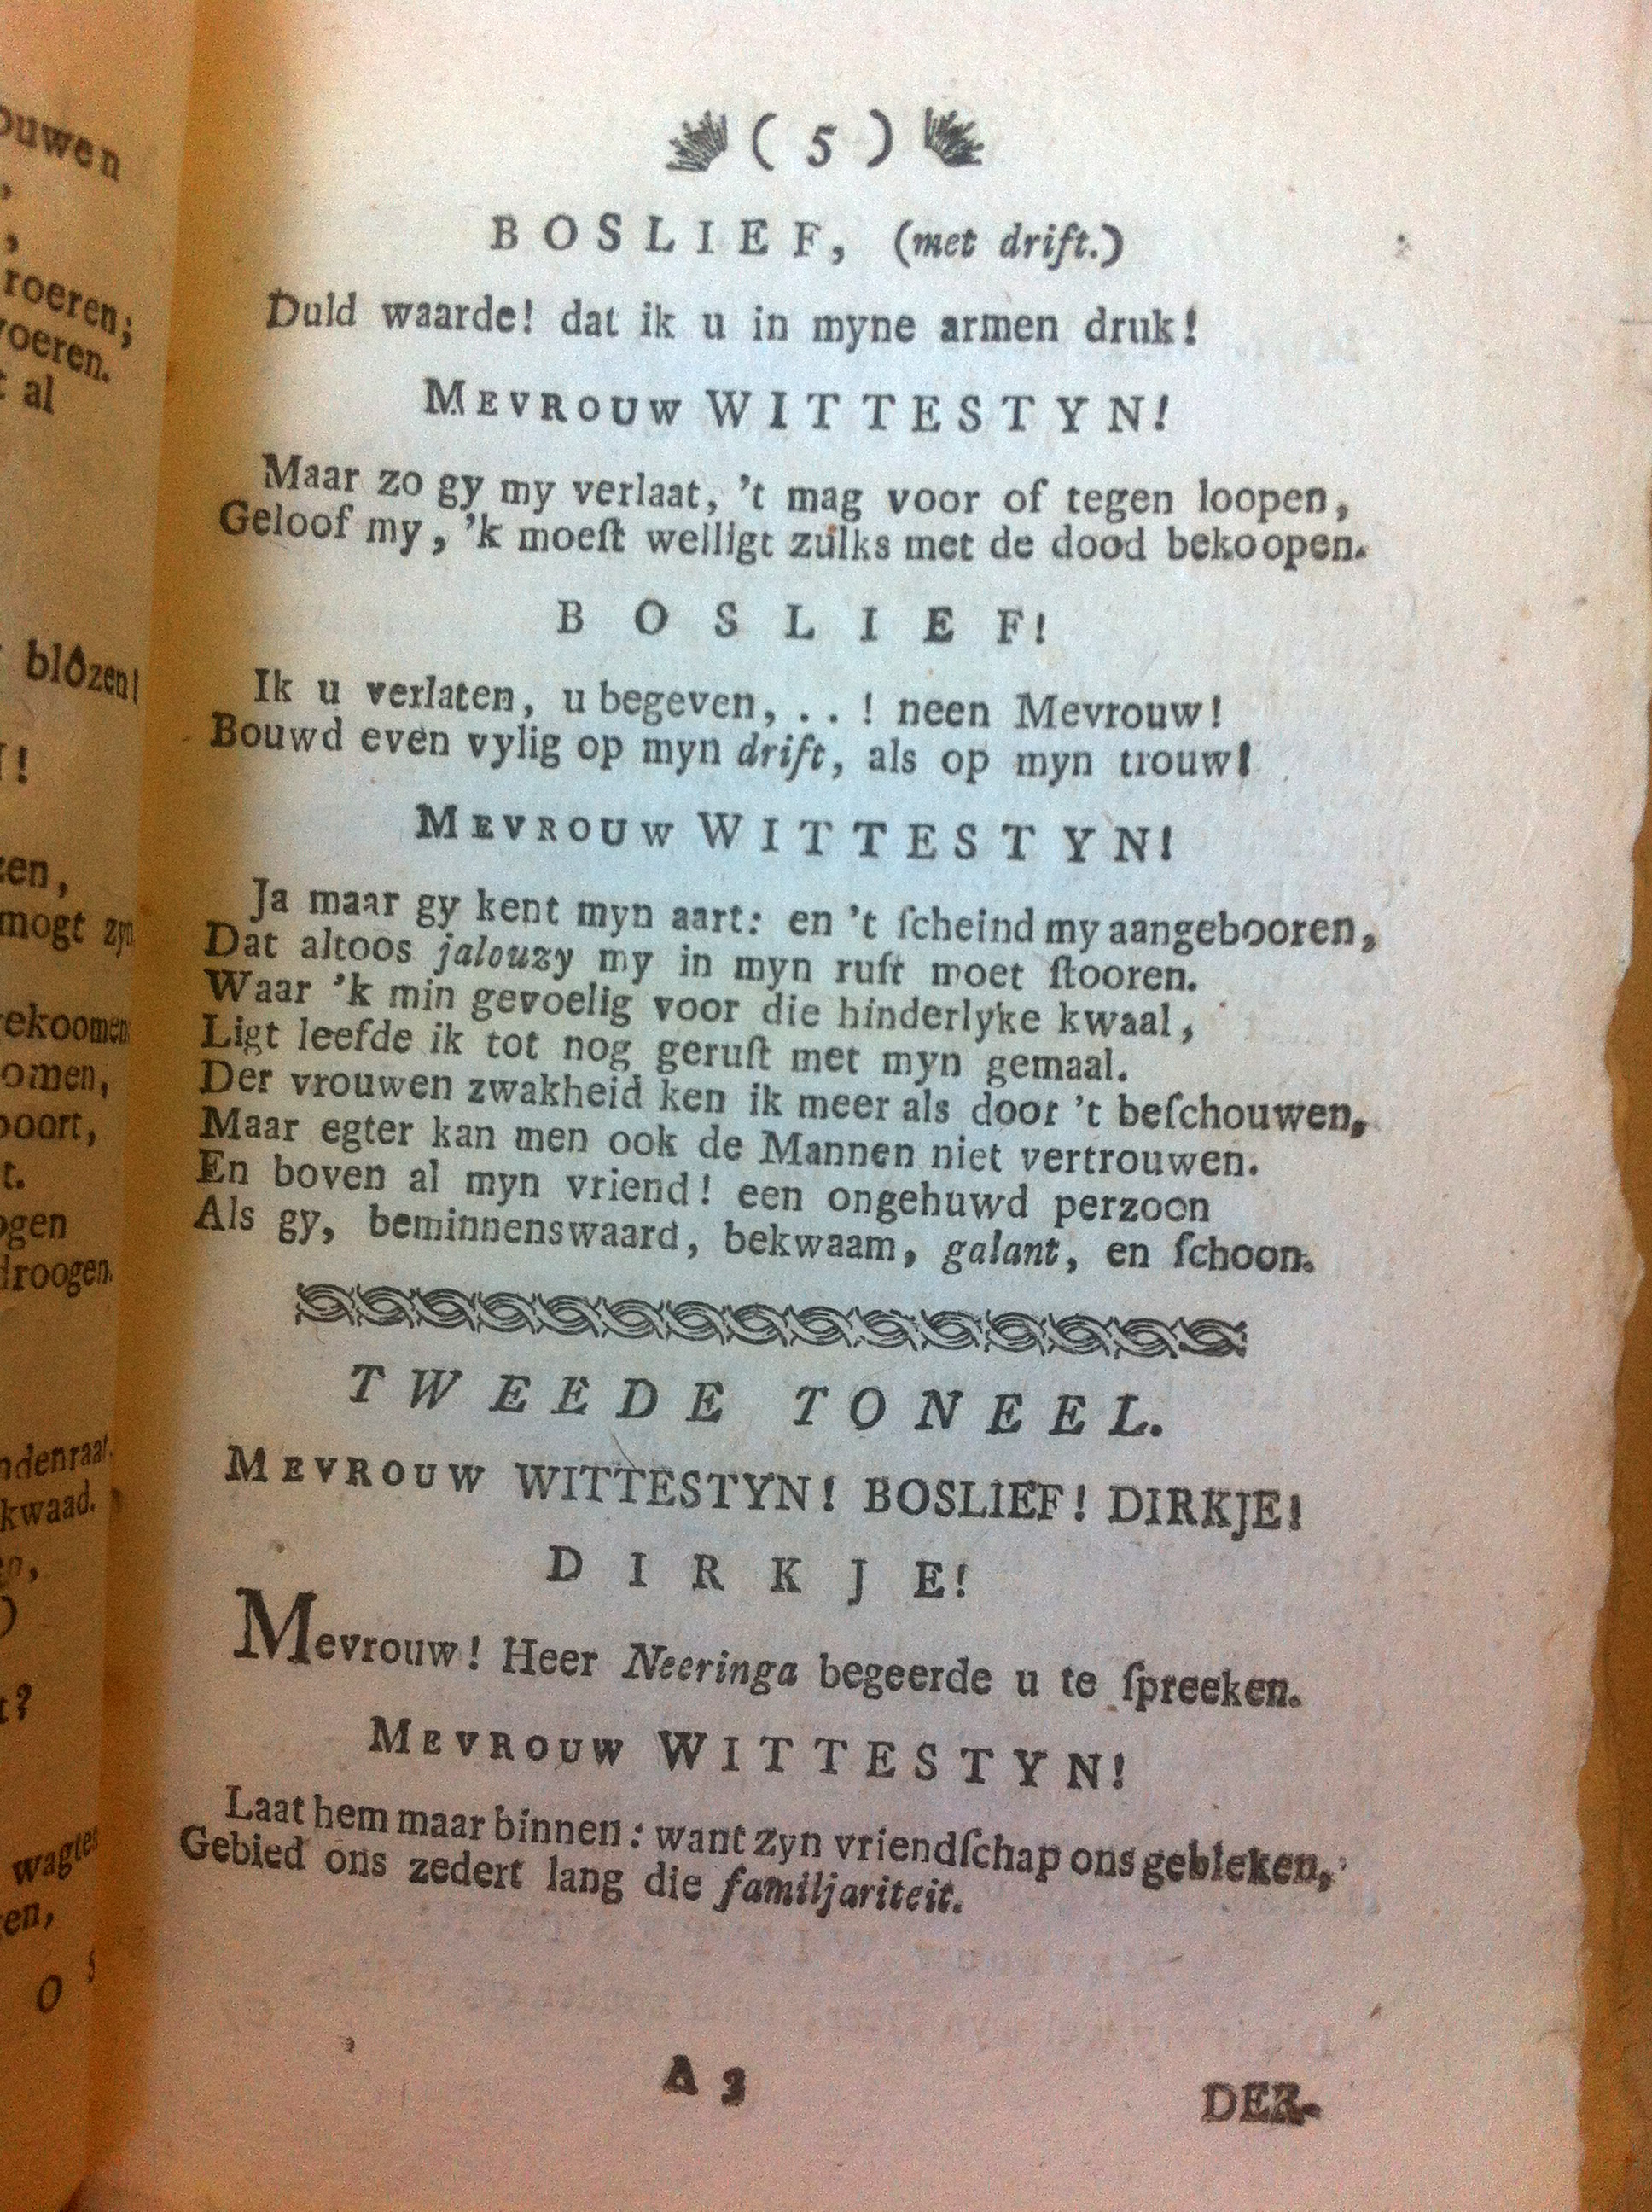 ouwen
,
,
roeren;
voeren.
t al
blôzen!
!
zen,
mogt zyn
ekoomen
omen,
poort,
t.
ogen
droogen.
ndenraat.
kwaad.
en,
)
t?
wagten
en,
O
( 5 )
BOSLIEF, (met drift.)
Duld waarde! dat ik u in myne armen druk!
MEVROUW WITTESTYN!
Maar zo gy my verlaat, 't mag voor of tegen loopen,
Geloof my, 'k moeſt welligt zulks met de dood bekoopen.
BOSLIEF!
Ik u verlaten, u begeven, . . ! neen Mevrouw!
Bouwd even vylig op myn drift, als op myn trouw!
MEVROUW WITTESTYN!
Ja maar gy kent myn aart: en 't ſcheind my aangebooren,
Dat altoos jalouzy my in myn ruſt moet ſtooren.
Waar 'k min gevoelig voor die hinderlyke kwaal,
Ligt leefde ik tot nog geruſt met myn gemaal.
Der vrouwen zwakheid ken ik meer als door 't beſchouwen,
Maar egter kan men ook de Mannen niet vertrouwen.
En boven al myn vriend! een ongehuwd perzoon
Als gy, beminnenswaard, bekwaam, galant, en ſchoon.
TWEEDE TONEEL.
MEVROUW WITTESTYN! BOSLIEF! DIRKJE!
DIRKJE!
Mevrouw! Heer Neeringa begeerde u te ſpreeken.
MEVROUW WITTESTYN!
Laat hem maar binnen: want zyn vriendſchap ons gebleken,
Gebied ons zedert lang die familjariteit.
A 3
DER-